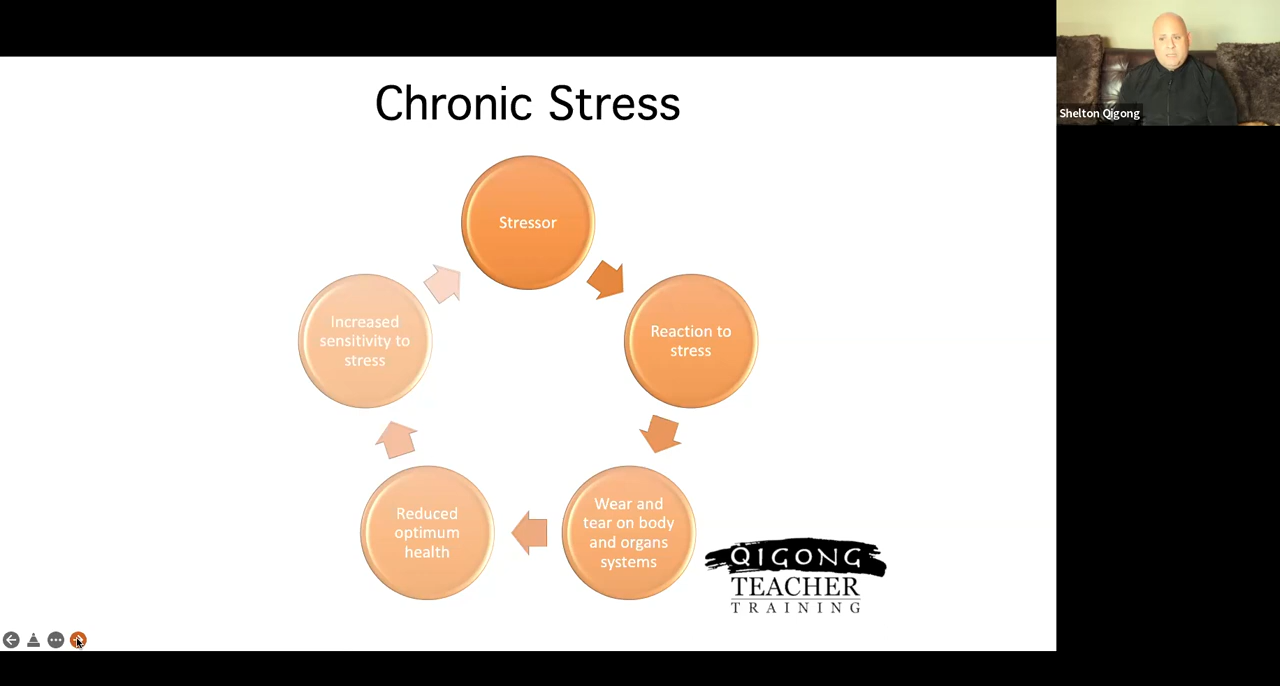 Chronic Stress
Shelton Qigong
Stressor
Reaction to
stress
Wear and
tear on body
and organs
systems
Reduced
optimum
health
Increased
sensitivity to
stress
QIGONG
TEACHER
TRAINING